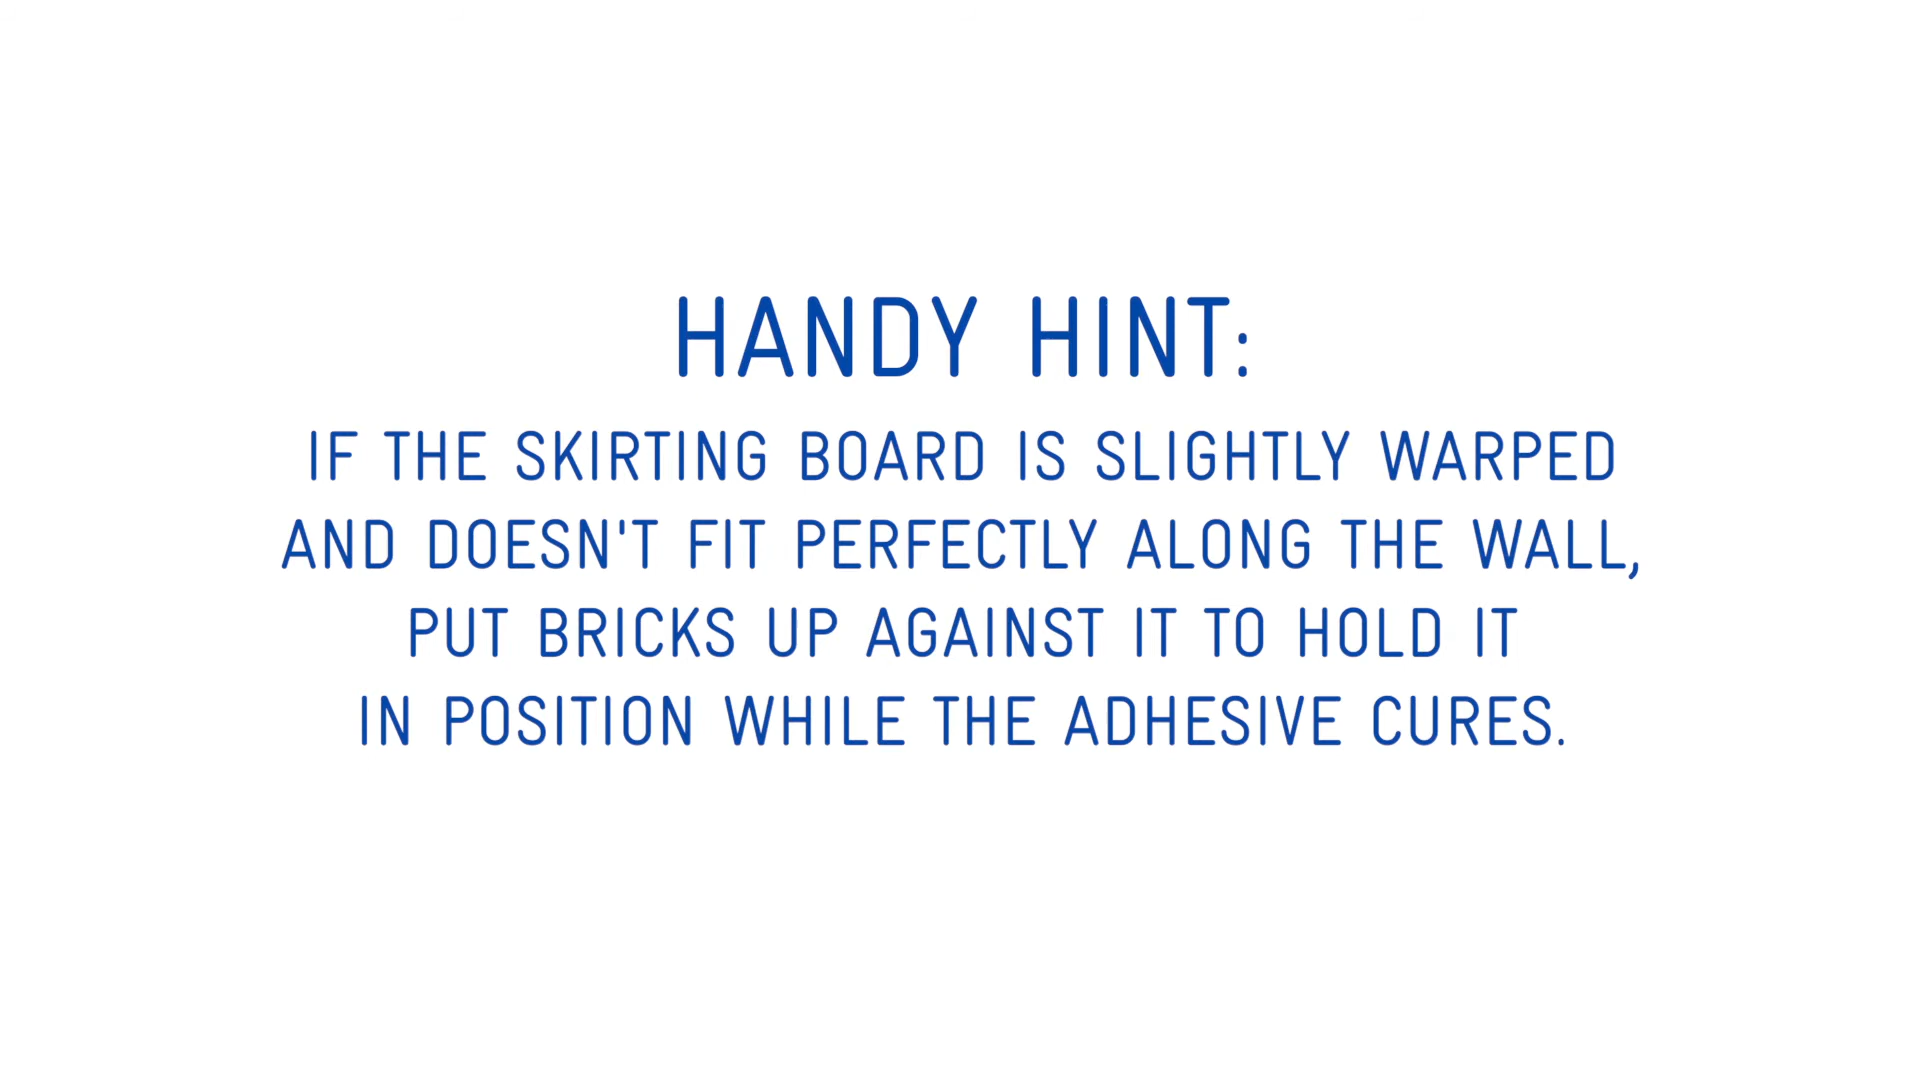 HANDY HINT:
IF THE SKIRTING BOARD IS SLIGHTLY WARPED
AND DOESN'T FIT PERFECTLY ALONG THE WALL,
PUT BRICKS UP AGAINST IT TO HOLD IT
IN POSITION WHILE THE ADHESIVE CURES.